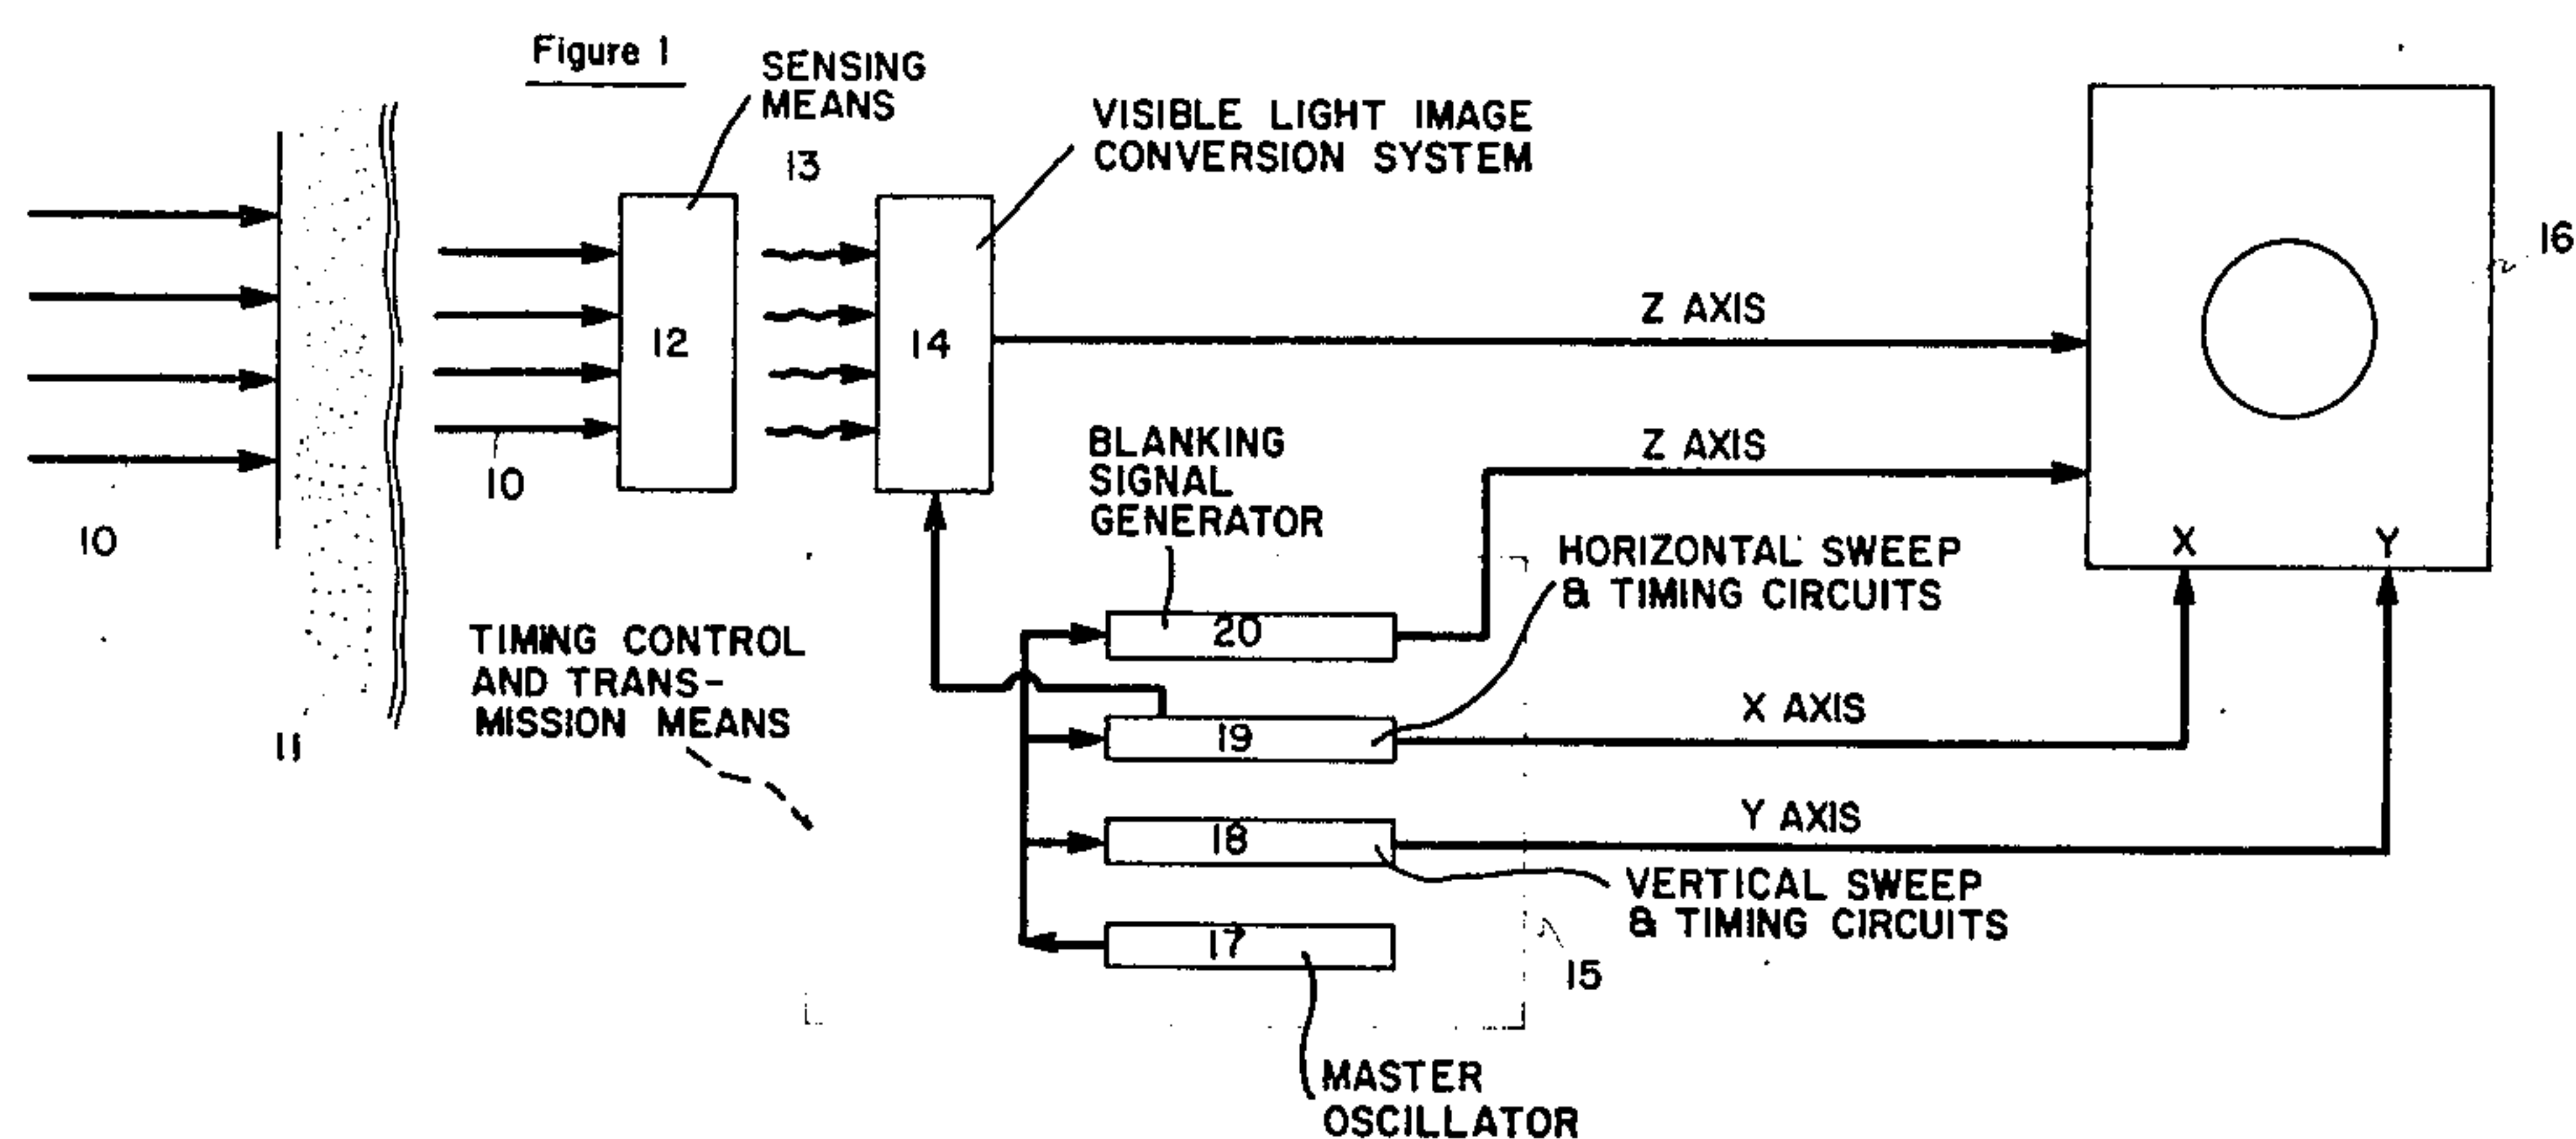 Figure 1
SENSING
MEANS
13
VISIBLE LIGHT IMAGE
CONVERSION SYSTEM
16
12
14
Z AXIS
10
10
BLANKING
SIGNAL
GENERATOR
Z AXIS
HORIZONTAL SWEEP
& TIMING CIRCUITS
X
Y
TIMING CONTROL
AND TRANS-
MISSION MEANS
11
20
19
X AXIS
18
Y AXIS
VERTICAL SWEEP
& TIMING CIRCUITS
17
15
MASTER
OSCILLATOR